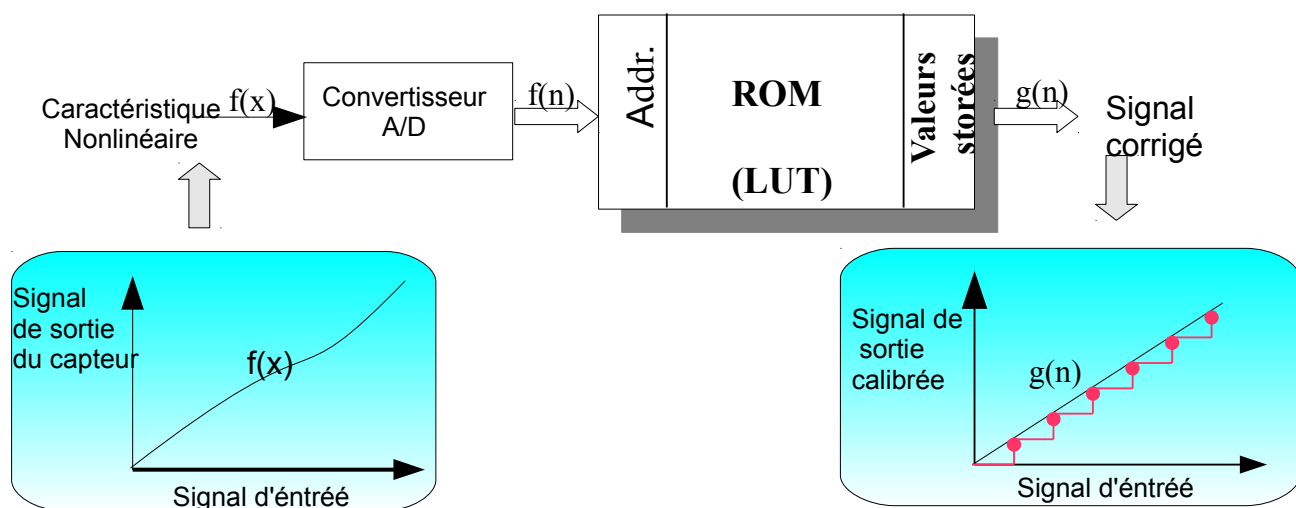 Caractéristique
Nonlinéaire
f(x)
Convertisseur
A/D
f(n)
Addr.
ROM
(LUT)
Valeurs
storées
g(n)
Signal
corrigé
Signal
de sortie
du capteur
f(x)
Signal d'éntréé
Signal de
sortie
calibrée
g(n)
Signal d'éntréé